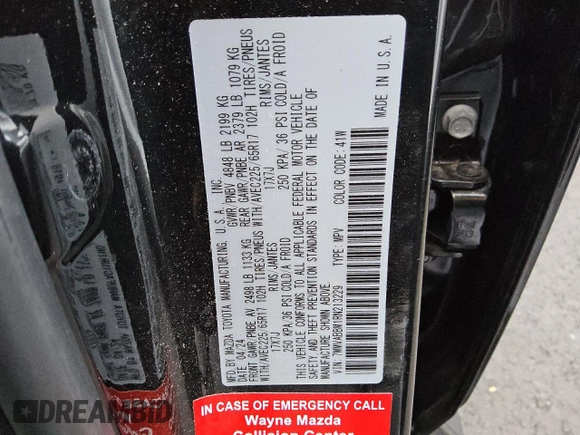 MFD BY MAZDA TOYOTA MANUFACTURING, U.S.A., INC.
DATE: 04/24 GVWR/PNBV 4848 LB 2199 KG
FRONT GAWR/PNBE AV 2498 LB 1133 KG REAR GAWR/PNBE AR 2379 LB 1079 KG
WITH/AVEC225/65R17 102H TIRES/PNEUS WITH/AVEC225/65R17 102H TIRES/PNEUS
17X7J RIMS/JANTES 17X7J RIMS/JANTES
250 KPA/36 PSI COLD/A FROID 250 KPA/36 PSI COLD/A FROID
THIS VEHICLE CONFORMS TO ALL APPLICABLE FEDERAL MOTOR VEHICLE
SAFETY AND THEFT PREVENTION STANDARDS IN EFFECT ON THE DATE OF
MANUFACTURE SHOWN ABOVE.
TYPE: MPV COLOR CODE: 41W MADE IN U.S.A.
IN CASE OF EMERGENCY CALL
Wayne Mazda
Collision Center
DREAMBID